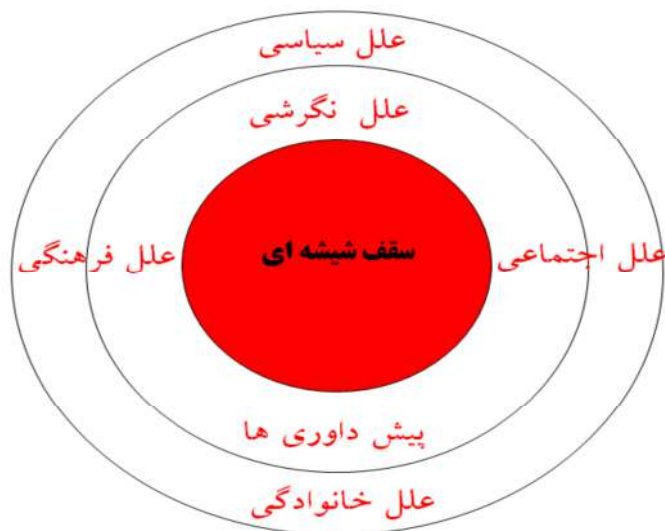 علل سیاسی
علل نگرشی
سقف شیشه ای
علل اجتماعی
علل فرهنگی
پیش داوری ها
علل خانوادگی